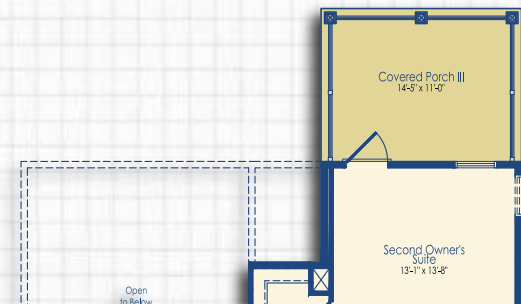 Covered Porch III
14'-5" x 11'-0"
Second Owner's
Suite
13'-1" x 13'-8"
Open
to Below